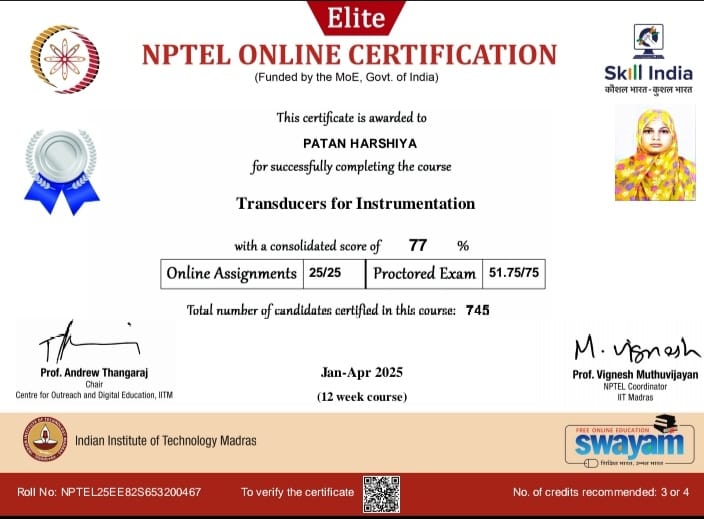 Elite
NPTEL ONLINE CERTIFICATION
(Funded by the MoE, Govt. of India)
Skill India
कौशल भारत - कुशल भारत
This certificate is awarded to
PATAN HARSHIYA
for successfully completing the course
Transducers for Instrumentation
with a consolidated score of 77 %
Online Assignments 25/25 Proctored Exam 51.75/75
Total number of candidates certified in this course: 745
M. Vignesh
Prof. Andrew Thangaraj
Chair
Centre for Outreach and Digital Education, IITM
Jan-Apr 2025
(12 week course)
Prof. Vignesh Muthuvijayan
NPTEL Coordinator
IIT Madras
Indian Institute of Technology Madras
FREE ONLINE EDUCATION
swayam
शिक्षित भारत, उन्नत भारत
Roll No: NPTEL25EE82S653200467
To verify the certificate
No. of credits recommended: 3 or 4